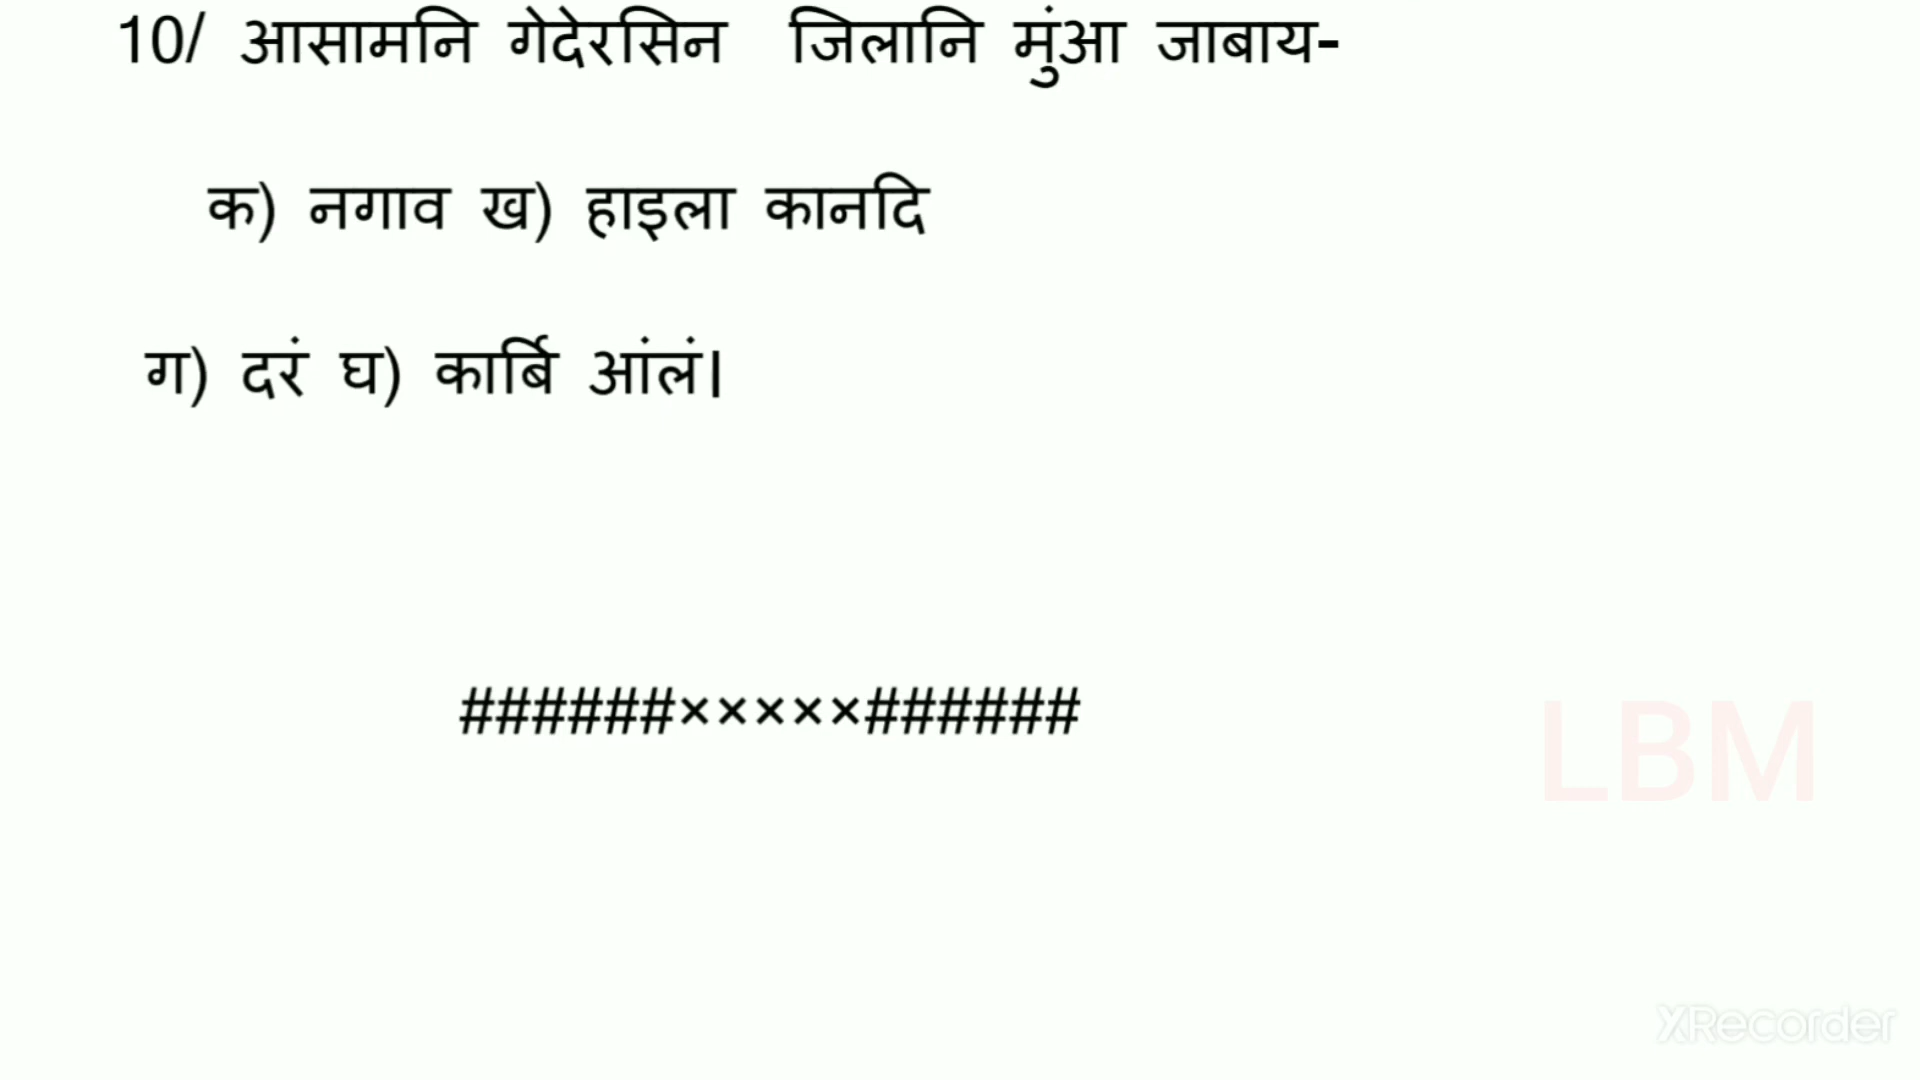 10/ आसामनि गेदेरसिन जिलानि मुंआ जाबाय-
क) नगाव ख) हाइला कानदि
ग) दरं घ) कार्बि आंलं।
######×××××######
LBM
XRecorder